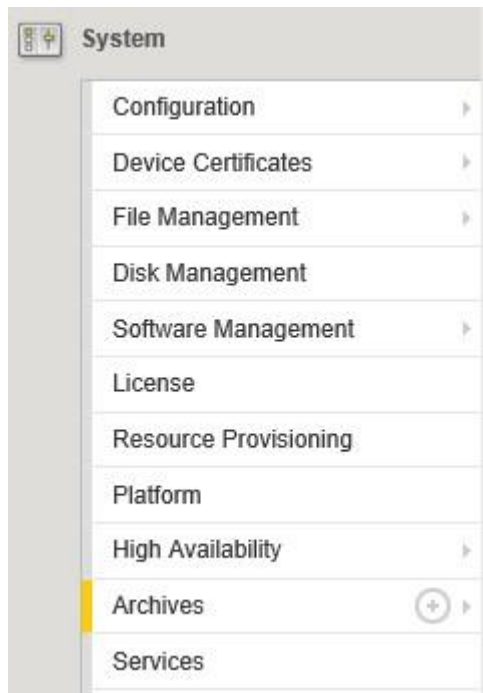 System
Configuration
Device Certificates
File Management
Disk Management
Software Management
License
Resource Provisioning
Platform
High Availability
Archives
Services